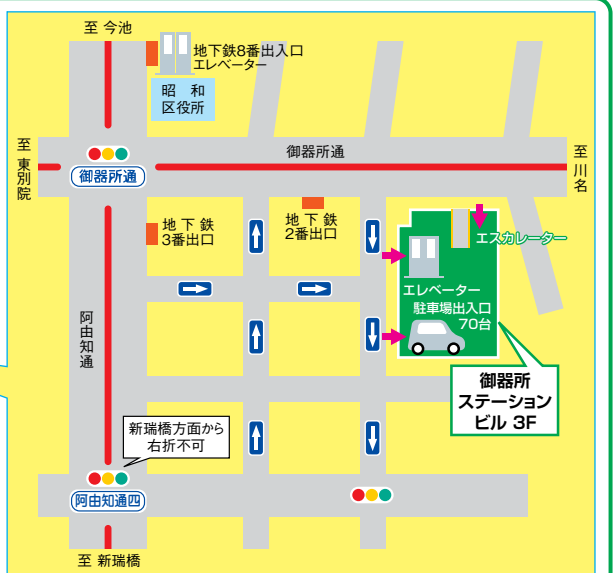 至 今池
地下鉄8番出入口
エレベーター
昭 和
区役所
至 東別院
御器所通
御器所通
至 川名
地 下 鉄
3番出口
地 下 鉄
2番出口
エスカレーター
エレベーター
駐車場出入口
70台
阿由知通
御器所
ステーション
ビル 3F
新瑞橋方面から
右折不可
阿由知通四
至 新瑞橋